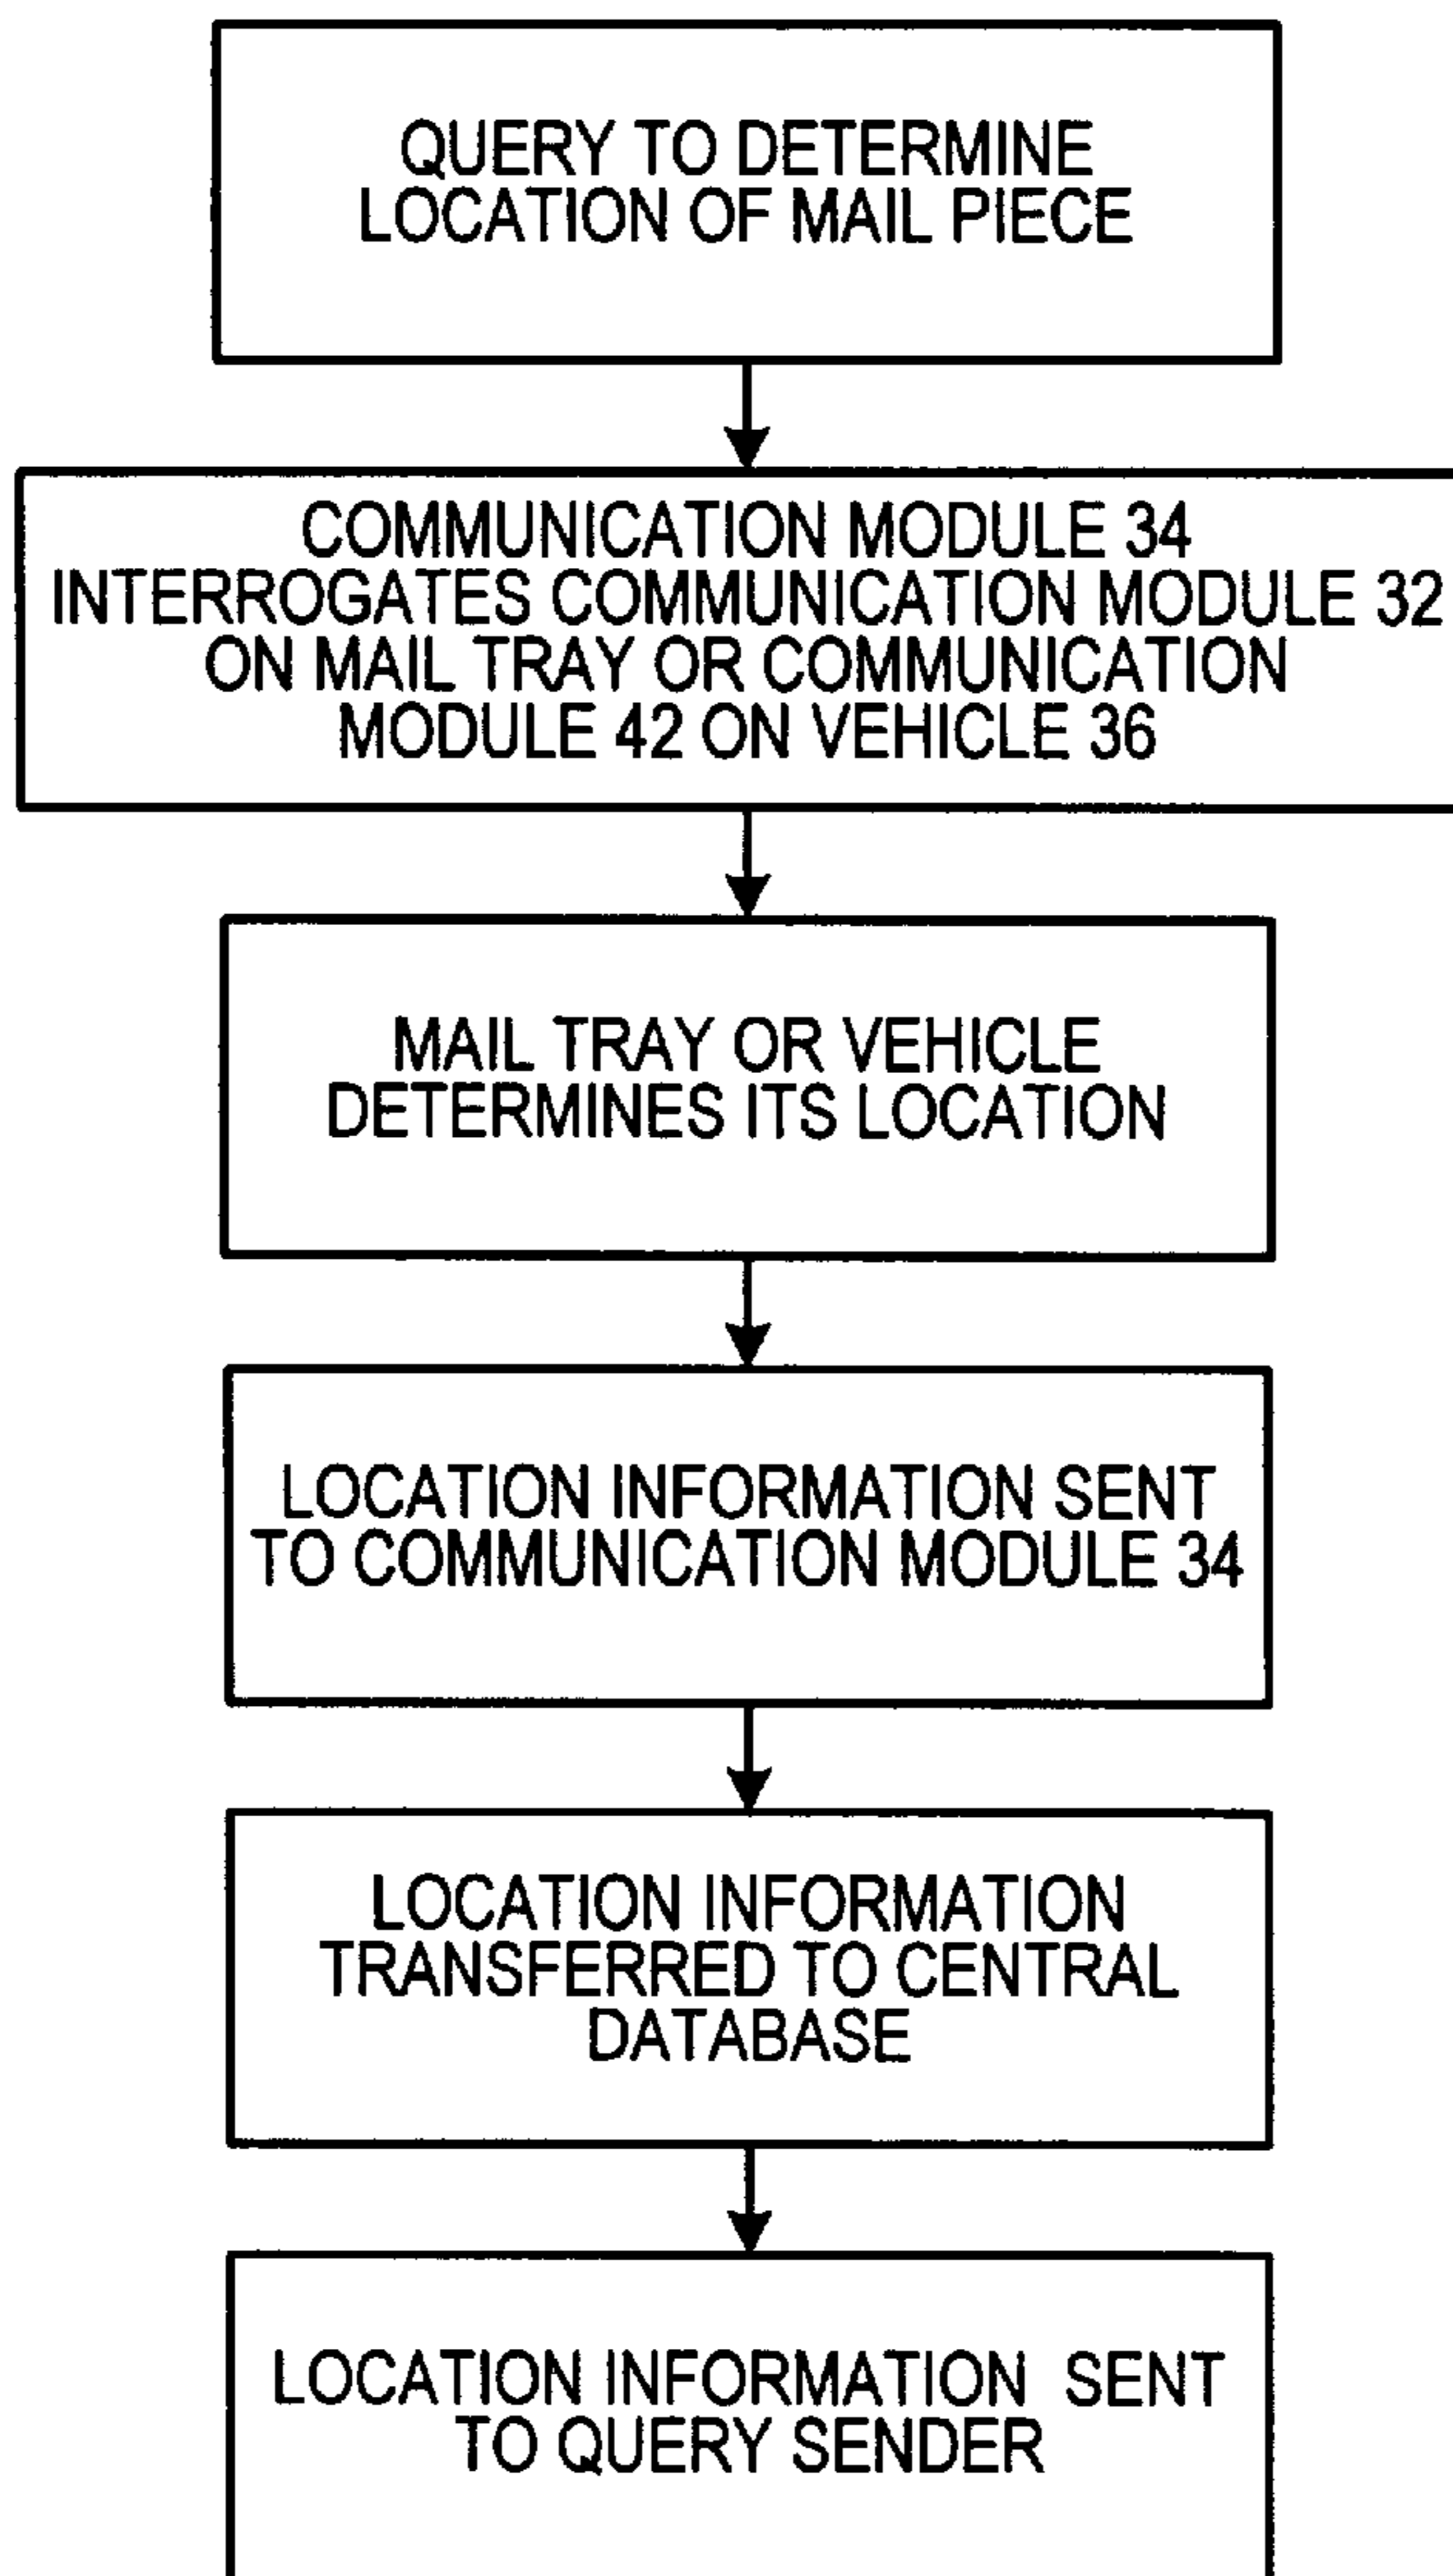 QUERY TO DETERMINE
LOCATION OF MAIL PIECE
COMMUNICATION MODULE 34
INTERROGATES COMMUNICATION MODULE 32
ON MAIL TRAY OR COMMUNICATION
MODULE 42 ON VEHICLE 36
MAIL TRAY OR VEHICLE
DETERMINES ITS LOCATION
LOCATION INFORMATION SENT
TO COMMUNICATION MODULE 34
LOCATION INFORMATION
TRANSFERRED TO CENTRAL
DATABASE
LOCATION INFORMATION SENT
TO QUERY SENDER